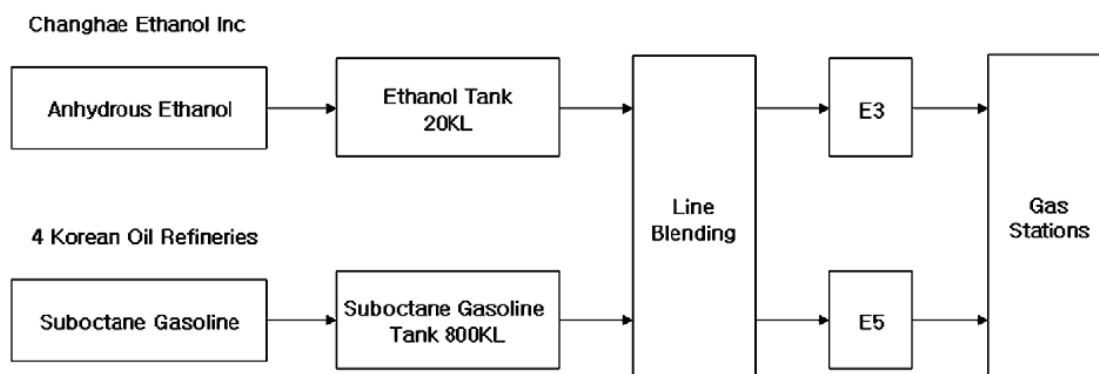 Changhae Ethanol Inc
Anhydrous Ethanol
Ethanol Tank
20KL
E3
4 Korean Oil Refineries
Line
Blending
Gas
Stations
Suboctane Gasoline
Suboctane Gasoline
Tank 800KL
E5